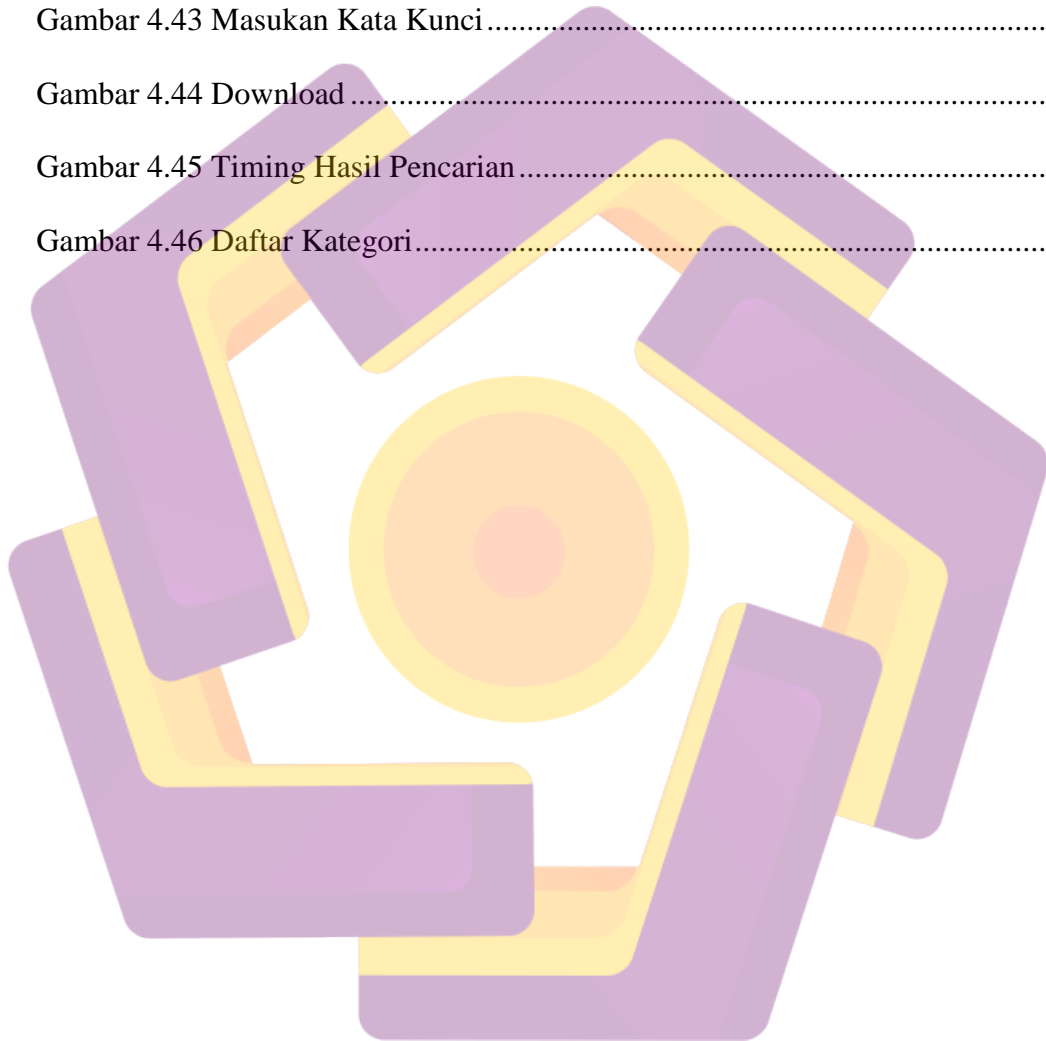 Gambar 4.43 Masukan Kata Kunci......................................................................
Gambar 4.44 Download .......................................................................................
Gambar 4.45 Timing Hasil Pencarian..................................................................
Gambar 4.46 Daftar Kategori...............................................................................